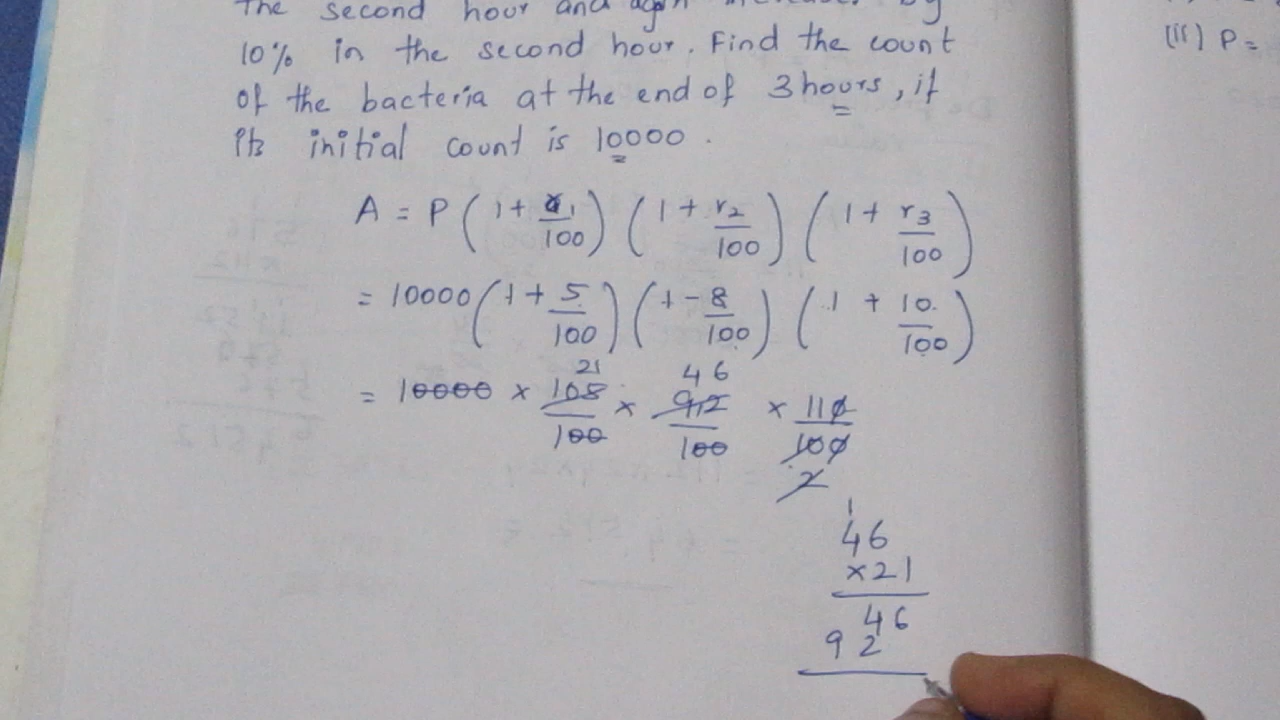 the second hour and again increases by
10% in the second hour. Find the count
of the bacteria at the end of 3 hours, if
its initial count is 10000.
(ii) P =
A = P (1 + r1/100) (1 + r2/100) (1 + r3/100)
= 10000 (1 + 5/100) (1 - 8/100) (1 + 10/100)
21 46
= 10000 × 105/100 × 92/100 × 110/100
2
1
46
×21
46
92